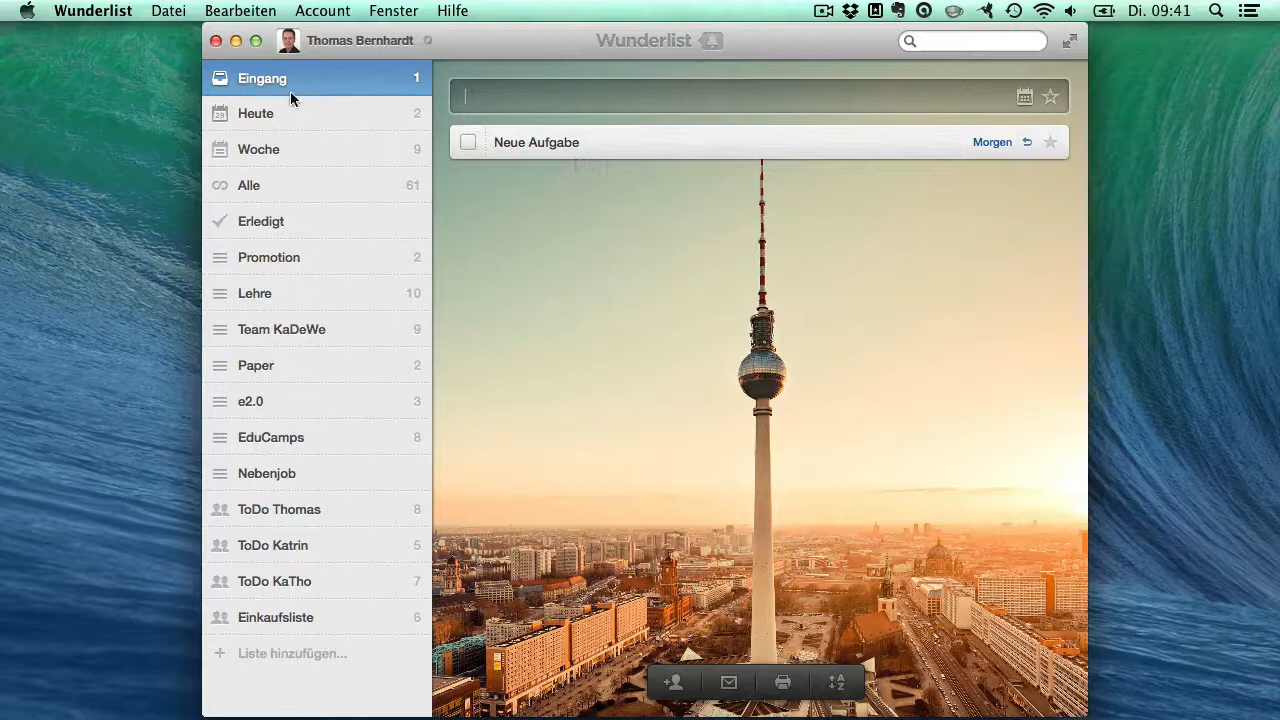 Wunderlist Datei Bearbeiten Account Fenster Hilfe Di. 09:41
Thomas Bernhardt Wunderlist
Eingang 1
Heute 2
Woche 9
Alle 61
Erledigt
Promotion 2
Lehre 10
Team KaDeWe 9
Paper 2
e2.0 3
EduCamps 8
Nebenjob
ToDo Thomas 8
ToDo Katrin 5
ToDo KaTho 7
Einkaufsliste 6
Liste hinzufügen...
Neue Aufgabe Morgen